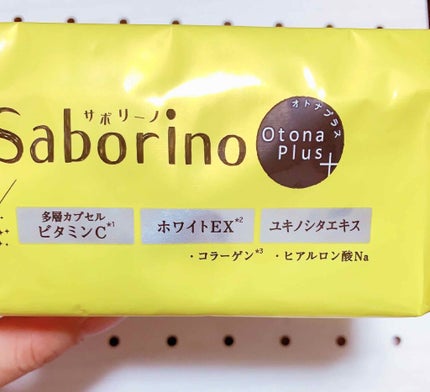 サボリーノ
Saborino
オトナプラス
Otona
Plus+
多層カプセル
ビタミンC*1
ホワイトEX*2
ユキノシタエキス
・コラーゲン*3 ・ヒアルロン酸Na